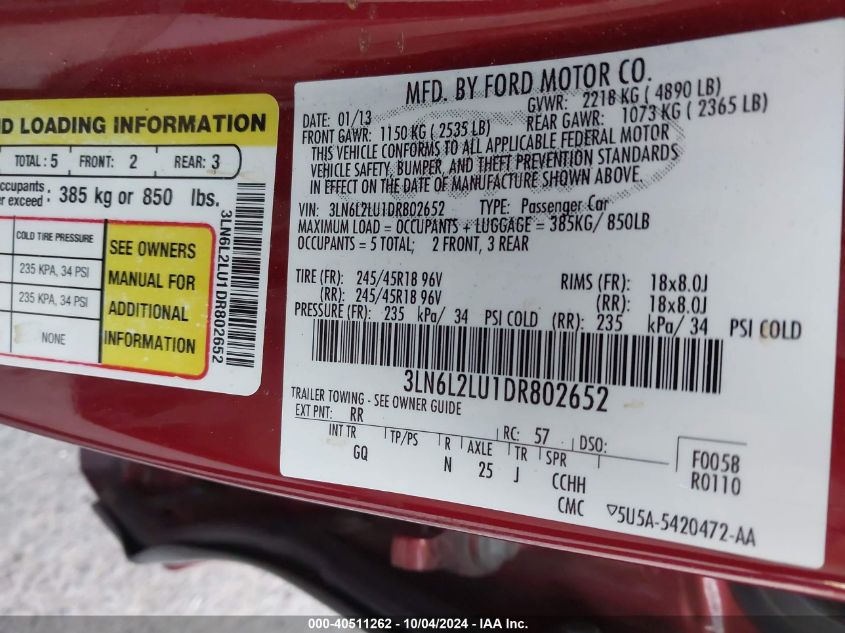 ND LOADING INFORMATION
TOTAL: 5 FRONT: 2 REAR: 3
385 kg or 850 lbs.
COLD TIRE PRESSURE
235 KPA, 34 PSI
235 KPA, 34 PSI
NONE
SEE OWNERS
MANUAL FOR
ADDITIONAL
INFORMATION
3LN6L2LU1DR802652
MFD. BY FORD MOTOR CO.
DATE: 01/13 GVWR: 2218 KG ( 4890 LB)
FRONT GAWR: 1150 KG ( 2535 LB) REAR GAWR: 1073 KG ( 2365 LB)
THIS VEHICLE CONFORMS TO ALL APPLICABLE FEDERAL MOTOR
VEHICLE SAFETY, BUMPER, AND THEFT PREVENTION STANDARDS
IN EFFECT ON THE DATE OF MANUFACTURE SHOWN ABOVE.
VIN: 3LN6L2LU1DR802652 TYPE: Passenger Car
MAXIMUM LOAD = OCCUPANTS + LUGGAGE = 385KG/ 850LB
OCCUPANTS = 5 TOTAL; 2 FRONT, 3 REAR
TIRE (FR): 245/45R18 96V RIMS (FR): 18x8.0J
(RR): 245/45R18 96V (RR): 18x8.0J
PRESSURE (FR): 235 kPa/ 34 PSI COLD (RR): 235 kPa/ 34 PSI COLD
3LN6L2LU1DR802652
TRAILER TOWING - SEE OWNER GUIDE
EXT PNT: RR RC: 57 DSO:
INT TR TP/PS R AXLE TR SPR
GQ N 25 J CCHH
CMC
F0058
R0110
▽5U5A-5420472-AA
000-40511262 - 10/04/2024 - IAA Inc.